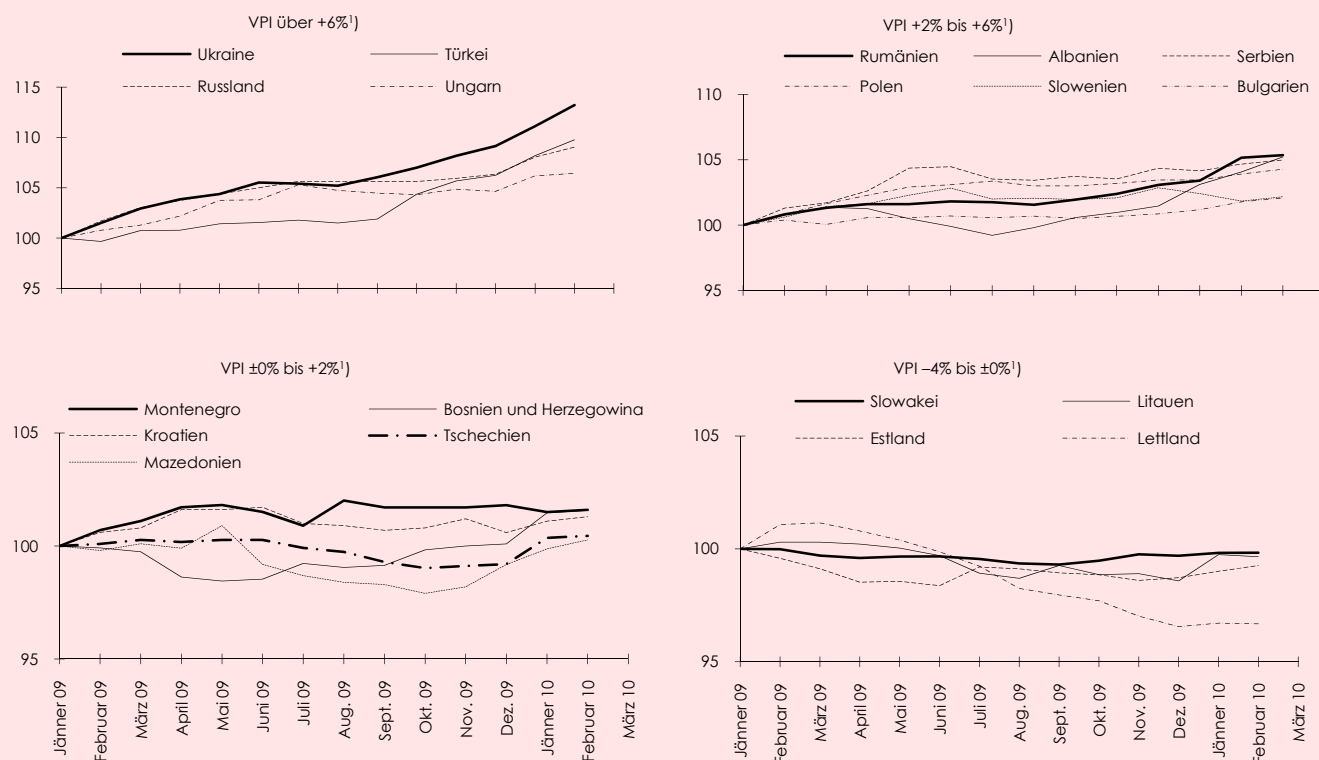 VPI über +6%¹)
Ukraine Türkei
Russland Ungarn
115
110
105
100
95
VPI +2% bis +6%¹)
Rumänien Albanien Serbien
Polen Slowenien Bulgarien
110
105
100
95
VPI ±0% bis +2%¹)
Montenegro Bosnien und Herzegowina
Kroatien Tschechien
Mazedonien
105
100
95
Jänner 09
Februar 09
März 09
April 09
Mai 09
Juni 09
Juli 09
Aug. 09
Sept. 09
Okt. 09
Nov. 09
Dez. 09
Jänner 10
Februar 10
März 10
VPI –4% bis ±0%¹)
Slowakei Litauen
Estland Lettland
105
100
95
Jänner 09
Februar 09
März 09
April 09
Mai 09
Juni 09
Juli 09
Aug. 09
Sept. 09
Okt. 09
Nov. 09
Dez. 09
Jänner 10
Februar 10
März 10